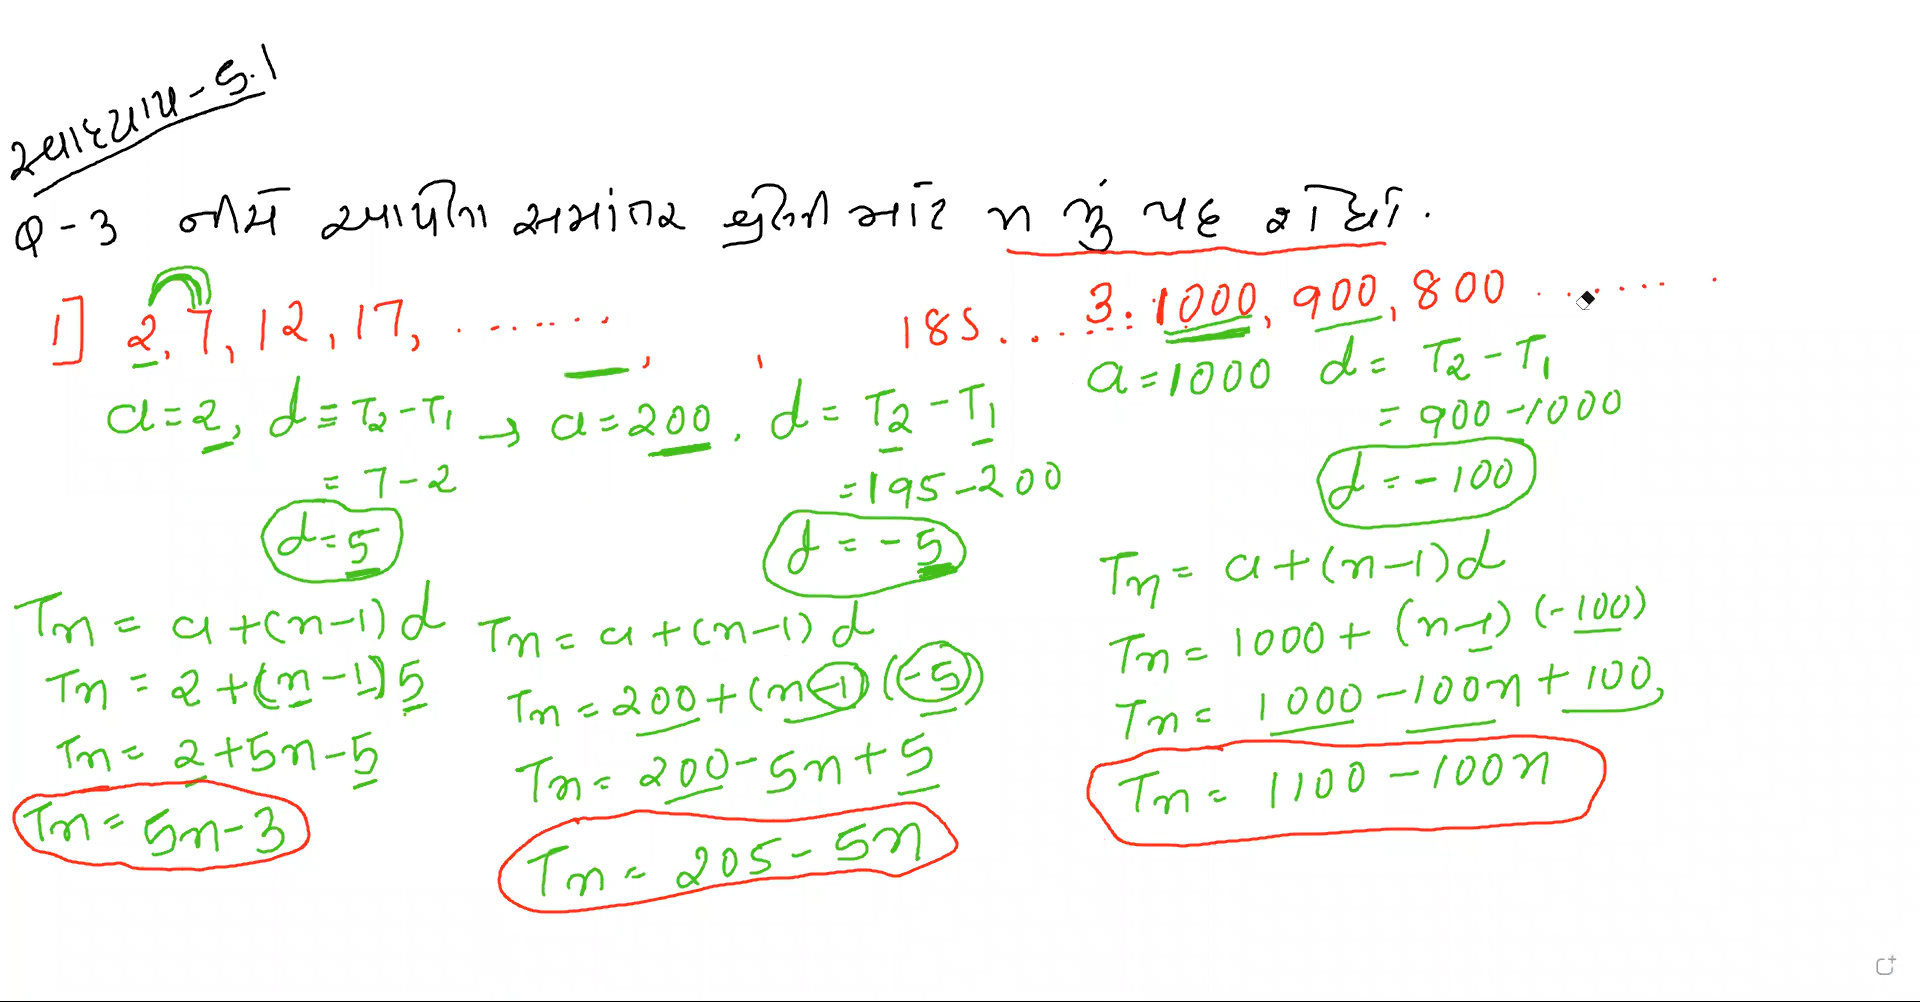 સ્વાધ્યાય-5.1
Q-3 નીચે આપેલા સમાંતર શ્રેણી માટે n નું પદ શોધો.
1] 2, 7, 12, 17, ........
a=2, d=T2-T1
= 7-2
d=5
Tn = a+(n-1)d
Tn = 2+(n-1)5
Tn = 2+5n-5
Tn = 5n-3
, , 185.......
→ a=200, d= T2-T1
=195-200
d = -5
Tn = a+(n-1)d
Tn = 200+(n-1)(-5)
Tn = 200-5n+5
Tn = 205-5n
3. 1000, 900, 800 ........
a=1000 d= T2-T1
= 900-1000
d=-100
Tn = a+(n-1)d
Tn = 1000+(n-1)(-100)
Tn = 1000-100n+100,
Tn = 1100-100n